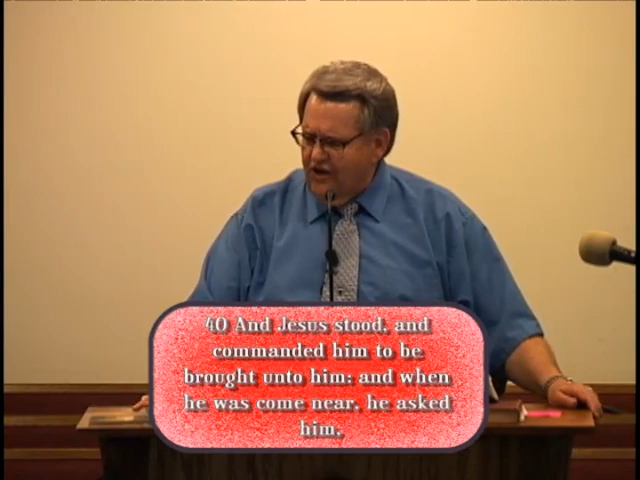 40 And Jesus stood, and
commanded him to be
brought unto him: and when
he was come near, he asked
him,